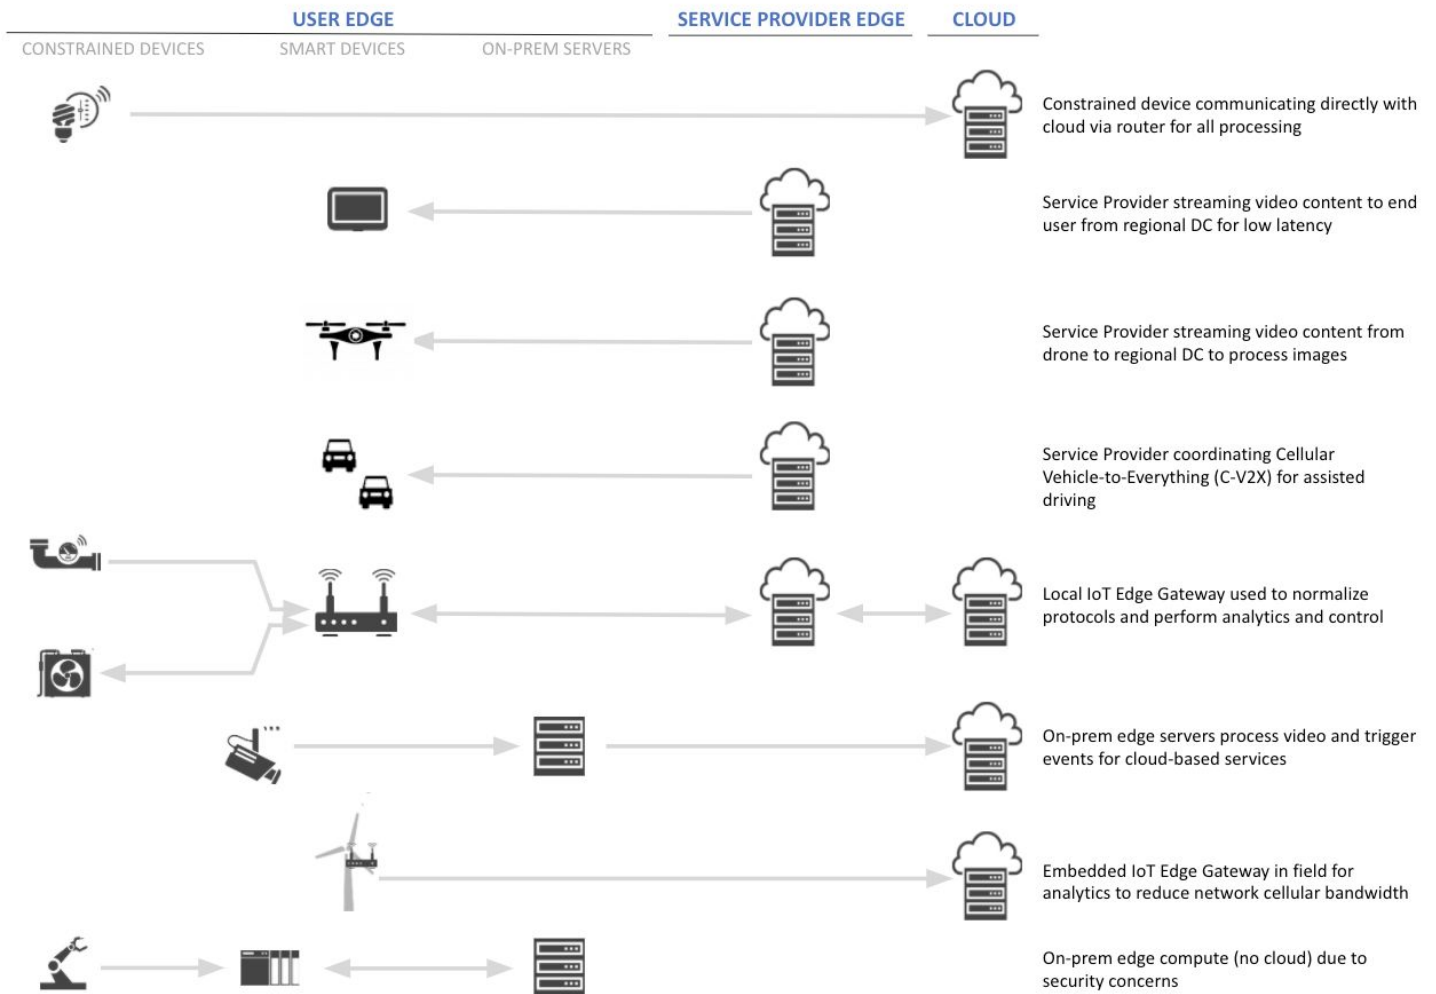 USER EDGE
SERVICE PROVIDER EDGE
CLOUD
CONSTRAINED DEVICES
SMART DEVICES
ON-PREM SERVERS
Constrained device communicating directly with
cloud via router for all processing
Service Provider streaming video content to end
user from regional DC for low latency
Service Provider streaming video content from
drone to regional DC to process images
Service Provider coordinating Cellular
Vehicle-to-Everything (C-V2X) for assisted
driving
Local IoT Edge Gateway used to normalize
protocols and perform analytics and control
On-prem edge servers process video and trigger
events for cloud-based services
Embedded IoT Edge Gateway in field for
analytics to reduce network cellular bandwidth
On-prem edge compute (no cloud) due to
security concerns